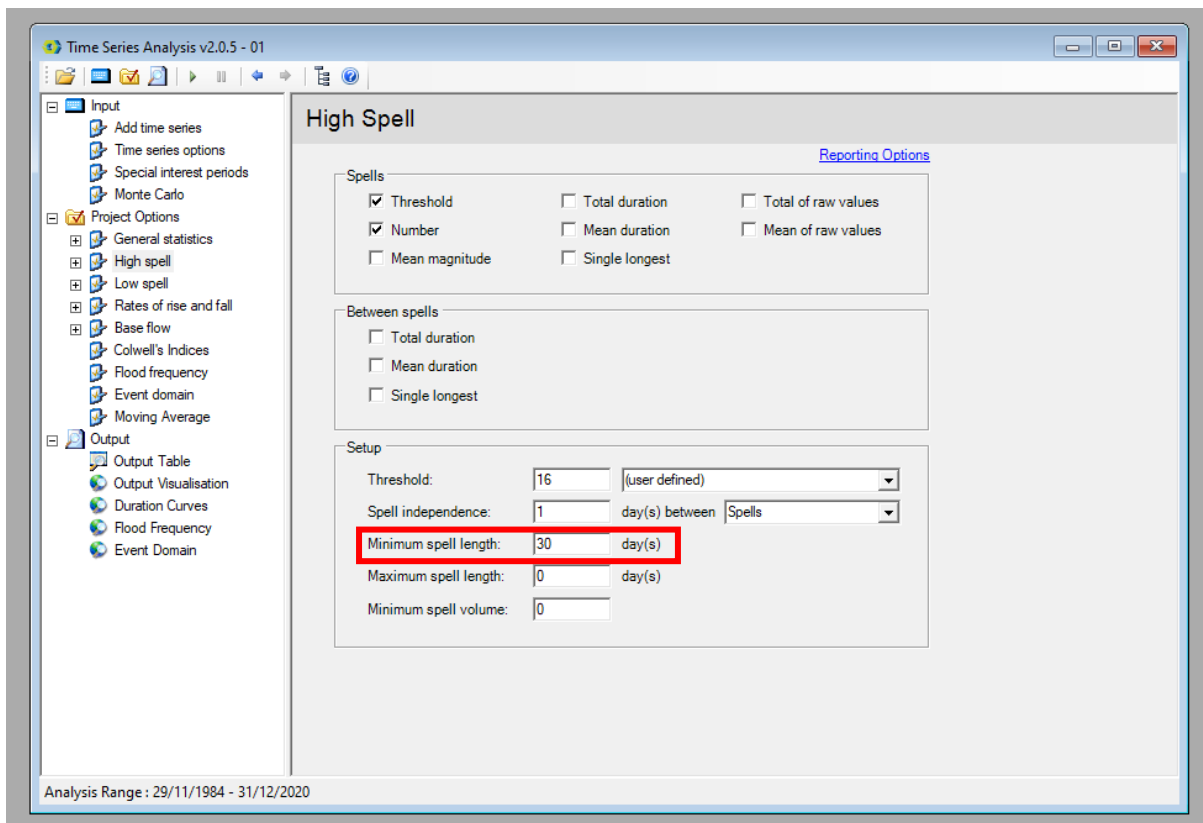 Time Series Analysis v2.0.5 - 01
Input
Add time series
Time series options
Special interest periods
Monte Carlo
Project Options
General statistics
High spell
Low spell
Rates of rise and fall
Base flow
Colwell's Indices
Flood frequency
Event domain
Moving Average
Output
Output Table
Output Visualisation
Duration Curves
Flood Frequency
Event Domain
High Spell
Reporting Options
Spells
Threshold Total duration Total of raw values
Number Mean duration Mean of raw values
Mean magnitude Single longest
Between spells
Total duration
Mean duration
Single longest
Setup
Threshold: 16 (user defined)
Spell independence: 1 day(s) between Spells
Minimum spell length: 30 day(s)
Maximum spell length: 0 day(s)
Minimum spell volume: 0
Analysis Range : 29/11/1984 - 31/12/2020